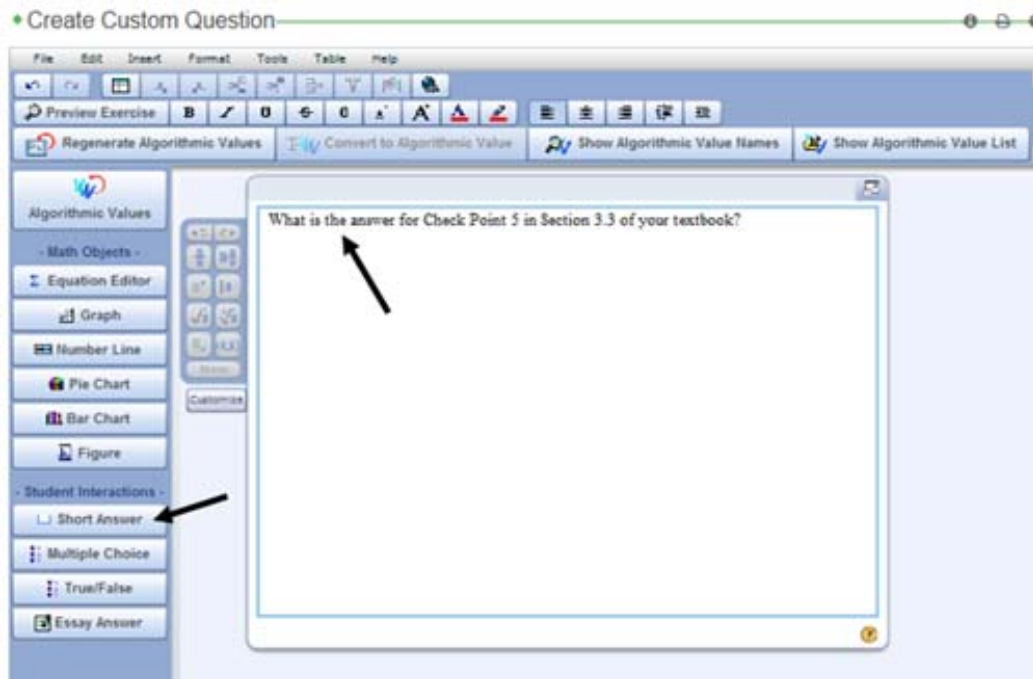 Create Custom Question
File Edit Insert Format Tools Table Help
Preview Exercise B I U
Regenerate Algorithmic Values Convert to Algorithmic Value Show Algorithmic Value Names Show Algorithmic Value List
Algorithmic Values
- Math Objects -
Σ Equation Editor
Graph
Number Line
Pie Chart
Bar Chart
Figure
- Student Interactions -
Short Answer
Multiple Choice
True/False
Essay Answer
More
Customize
What is the answer for Check Point 5 in Section 3.3 of your textbook?
?